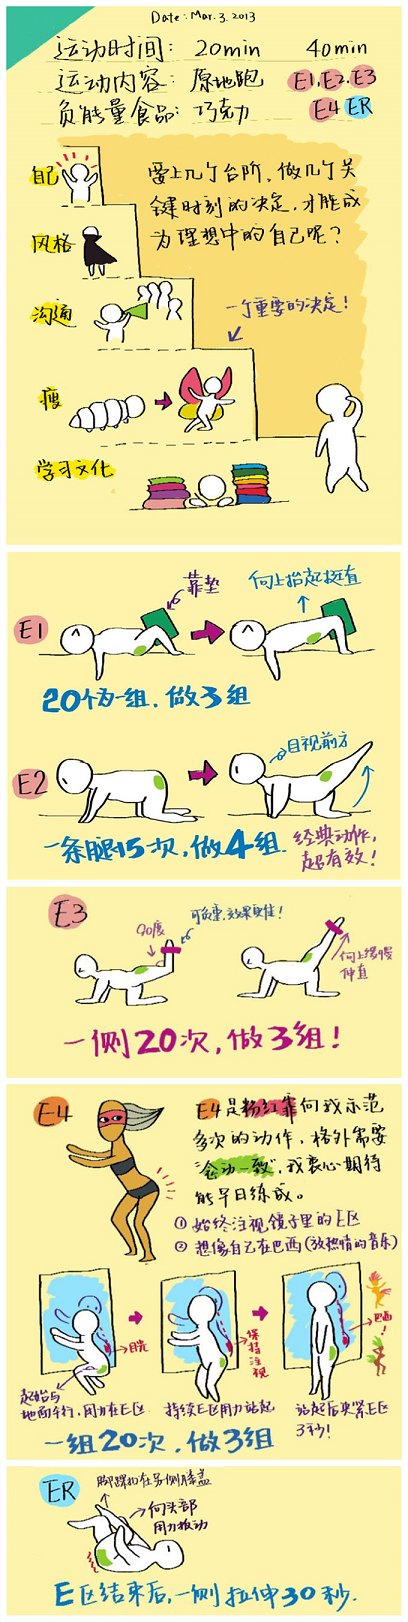 Date: Mar. 3. 2013
运动时间: 20min 40min
运动内容: 原地跑 E1, E2, E3
负能量食品: 巧克力 E4 ER
自己
要上几个台阶, 做几个关
键时刻的决定, 才能成
为理想中的自己呢?
风格
沟通
一个重要的决定!
瘦
学习文化
E1
靠垫
向上抬起挺直
20个为一组, 做3组
E2
目视前方
一条腿15次, 做4组.
经典动作,
超有效!
E3
90度
可负重, 效果更佳!
向上缓慢
伸直
一侧20次, 做3组!
E4
E4是粉红靠向我示范
多次的动作, 格外需要
"念动一致", 我衷心期待
能早日练成。
① 始终注视镜子里的E区
② 想像自己在巴西(放热情的音乐)
目光
保持注视
巴西!
起始与
地面平行, 用力在E区
持续E区用力站起
站起后夹紧E区
3秒!
一组20次, 做3组
ER
脚踝扣在另侧膝盖
向头部
用力扳动
E区结束后, 一侧拉伸30秒.